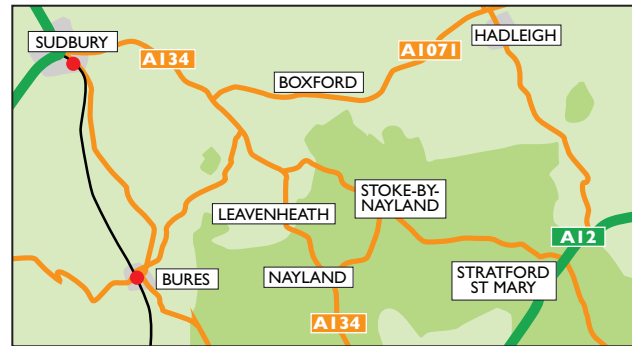 SUDBURY
A134
HADLEIGH
A1071
BOXFORD
STOKE-BY-
NAYLAND
LEAVENHEATH
A12
BURES
NAYLAND
STRATFORD
ST MARY
A134